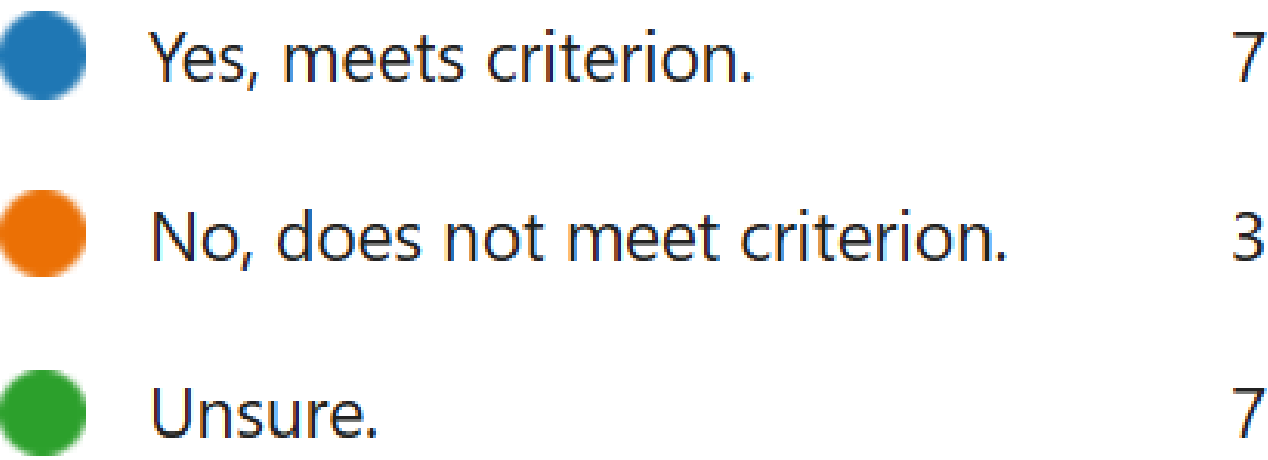 Yes, meets criterion. 7
No, does not meet criterion. 3
Unsure. 7